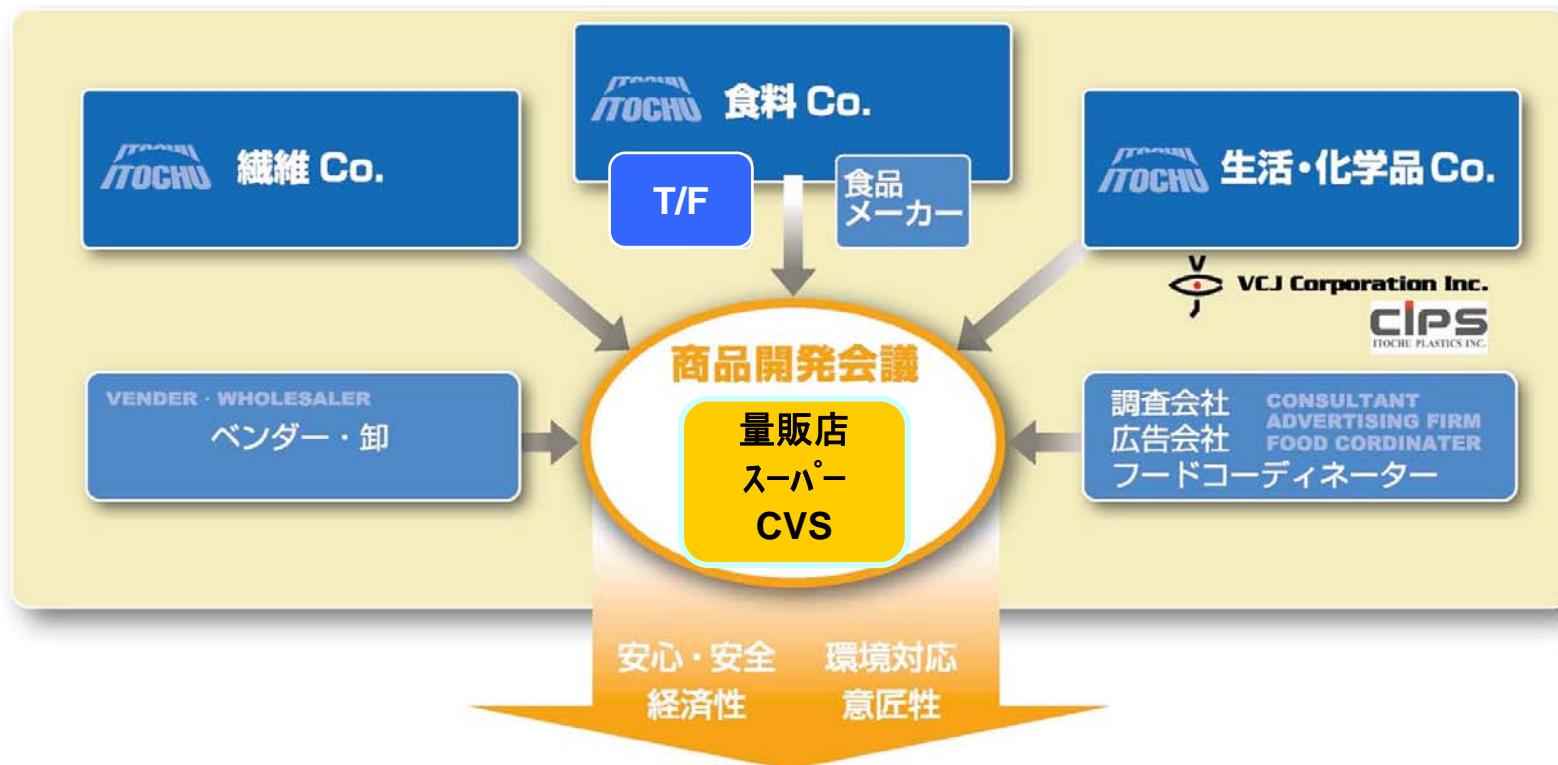 ITOCHU 食料 Co.
T/F
食品
メーカー
ITOCHU 繊維 Co.
ITOCHU 生活・化学品 Co.
VCJ Corporation Inc.
CIPS
ITOCHU PLASTICS INC.
商品開発会議
量販店
スーパー
CVS
VENDER・WHOLESALER
ベンダー・卸
調査会社 CONSULTANT
広告会社 ADVERTISING FIRM
FOOD CORDINATER
フードコーディネーター
安心・安全 環境対応
経済性 意匠牲